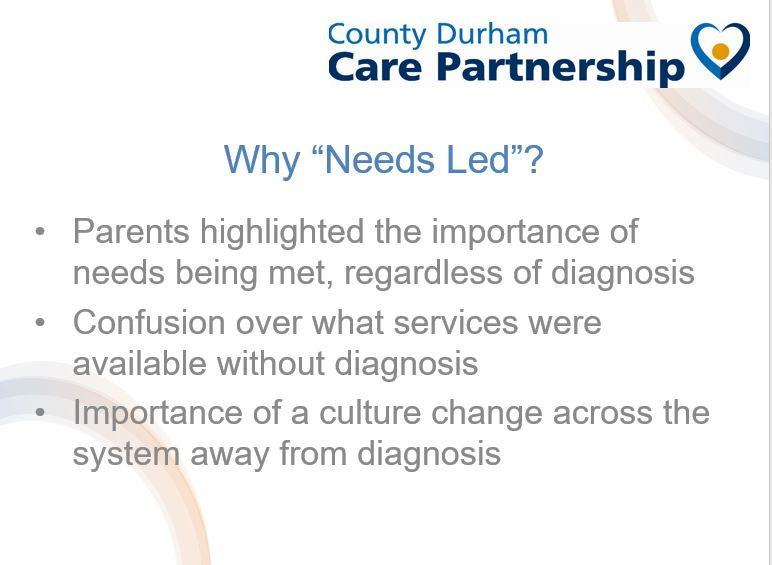 County Durham
Care Partnership
Why “Needs Led”?
• Parents highlighted the importance of
needs being met, regardless of diagnosis
• Confusion over what services were
available without diagnosis
• Importance of a culture change across the
system away from diagnosis